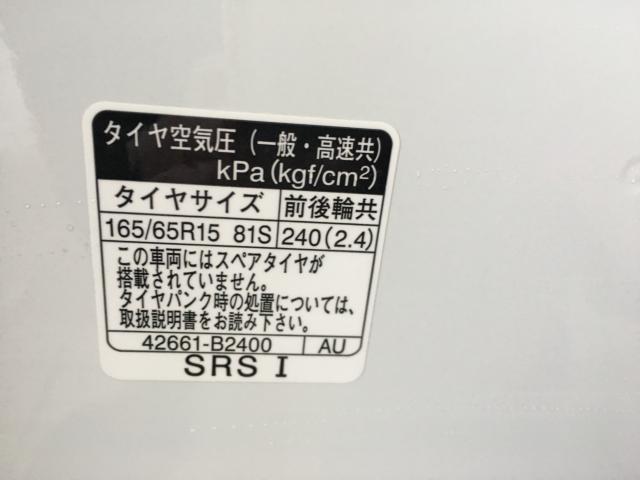 タイヤ空気圧（一般・高速共）
kPa(kgf/cm²)
タイヤサイズ 前後輪共
165/65R15 81S 240(2.4)
この車両にはスペアタイヤが
搭載されていません。
タイヤパンク時の処置については、
取扱説明書をお読み下さい。
42661-B2400 AU
SRS I